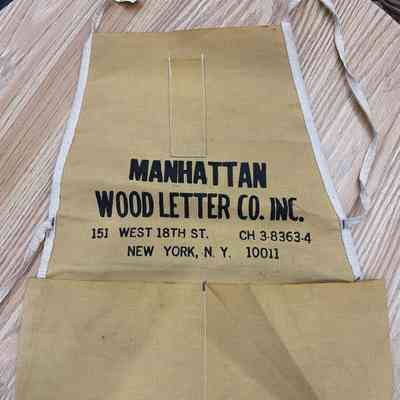 MANHATTAN
WOOD LETTER CO. INC.
151 WEST 18TH ST. CH 3-8363-4
NEW YORK, N. Y. 10011